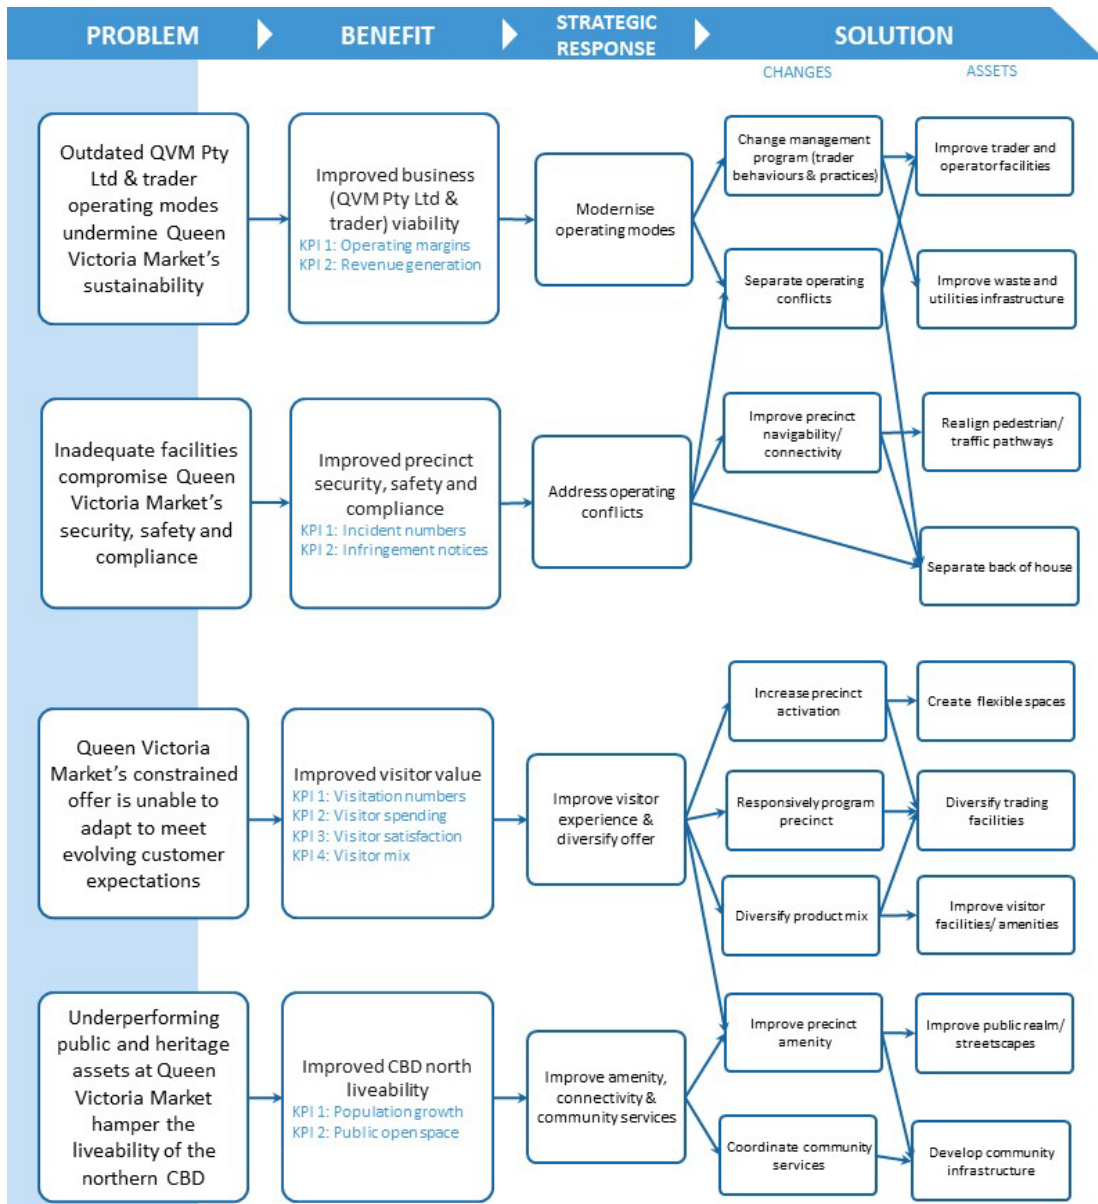 PROBLEM
BENEFIT
STRATEGIC
RESPONSE
SOLUTION
CHANGES
ASSETS
Outdated QVM Pty
Ltd & trader
operating modes
undermine Queen
Victoria Market's
sustainability
Improved business
(QVM Pty Ltd &
trader) viability
KPI 1: Operating margins
KPI 2: Revenue generation
Modernise
operating modes
Change management
program (trader
behaviours & practices)
Improve trader and
operator facilities
Separate operating
conflicts
Improve waste and
utilities infrastructure
Inadequate facilities
compromise Queen
Victoria Market's
security, safety and
compliance
Improved precinct
security, safety and
compliance
KPI 1: Incident numbers
KPI 2: Infringement notices
Address operating
conflicts
Improve precinct
navigability/
connectivity
Realign pedestrian/
traffic pathways
Separate back of house
Queen Victoria
Market's constrained
offer is unable to
adapt to meet
evolving customer
expectations
Improved visitor value
KPI 1: Visitation numbers
KPI 2: Visitor spending
KPI 3: Visitor satisfaction
KPI 4: Visitor mix
Improve visitor
experience &
diversify offer
Increase precinct
activation
Create flexible spaces
Responsively program
precinct
Diversify trading
facilities
Diversify product mix
Improve visitor
facilities/ amenities
Underperforming
public and heritage
assets at Queen
Victoria Market
hamper the
liveability of the
northern CBD
Improved CBD north
liveability
KPI 1: Population growth
KPI 2: Public open space
Improve amenity,
connectivity &
community services
Improve precinct
amenity
Improve public realm/
streetscapes
Coordinate community
services
Develop community
infrastructure